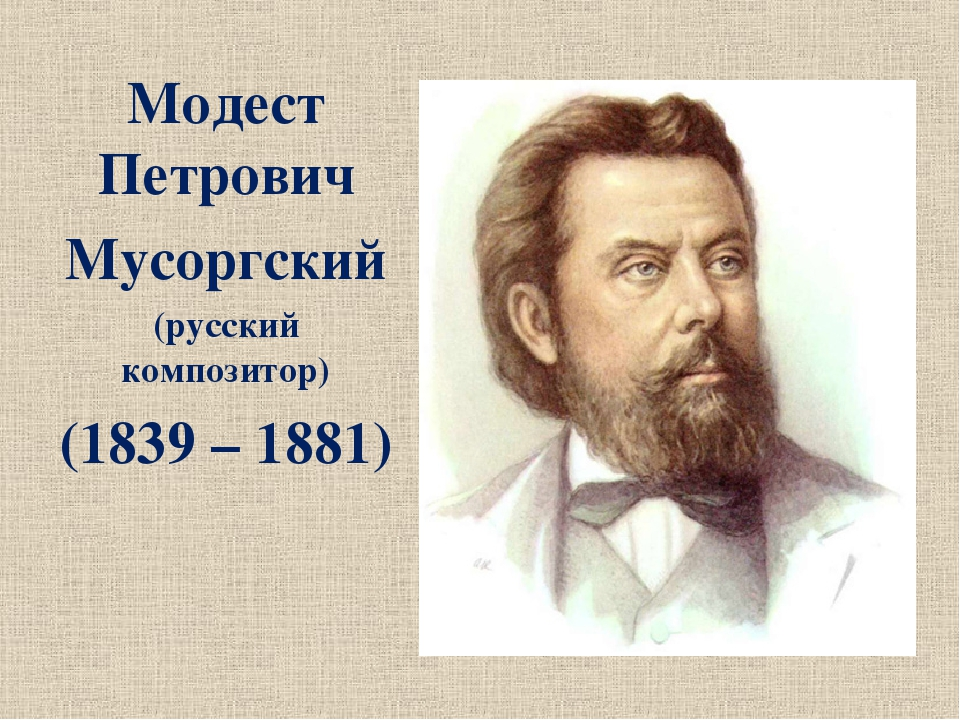 Модест
Петрович
Мусоргский
(русский
композитор)
(1839 – 1881)